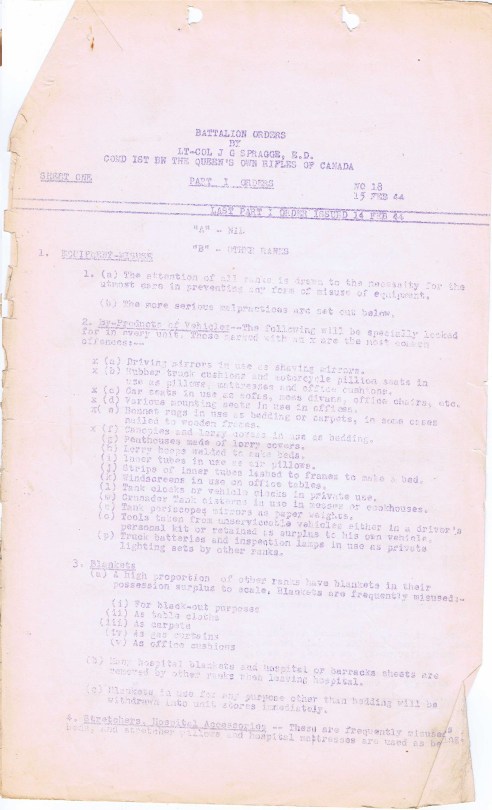 BATTALION ORDERS
BY
LT-COL J G SPRAGGE, E.D.
COMD 1ST BN THE QUEEN'S OWN RIFLES OF CANADA
SHEET ONE PART I ORDERS NO 18
15 FEB 44
LAST PART I ORDER ISSUED 14 FEB 44
"A" - NIL
"B" - OTHER RANKS
1. EQUIPMENT-MISUSE
1. (a) The attention of all ranks is drawn to the necessity for the
utmost care in preventing any form of misuse of equipment.
(b) The more serious malpractices are set out below.
2. By-Products of Vehicles--The following will be specially looked
for in every unit. Those marked with an x are the most common
offences:--
x (a) Driving mirrors in use as shaving mirrors.
x (b) Rubber truck cushions and motorcycle pillion seats in
use as pillows, mattresses and office cushions.
x (c) Car seats in use as sofas, mess divans, office chairs, etc.
x (d) Various mounting seats in use in offices.
x( e) Bonnet rugs in use as bedding or carpets, in some cases
nailed to wooden frames.
x (f) Canopies and lorry covers in use as bedding.
(g) Penthouses made of lorry covers.
(h) Lorry hoops welded to make beds.
(i) Inner tubes in use as air pillows.
(j) Strips of inner tubes lashed to frames to make a bed.
(k) Windscreens in use on office tables.
(l) Tank clocks or vehicle clocks in private use.
(m) Crusader Tank cisterns in use in messes or cookhouses.
(n) Tank periscopes mirrors as paper weights.
(o) Tools taken from unserviceable vehicles either in a driver's
personal kit or retained as surplus to his own vehicle.
(p) Truck batteries and inspection lamps in use as private
lighting sets by other ranks.
3. Blankets
(a) A high proportion of other ranks have blankets in their
possession surplus to scale. Blankets are frequently misused:-
(i) For black-out purposes
(ii) As table cloths
(iii) As carpets
(iv) As gas curtains
(v) As office cushions
(b) Many hospital blankets and hospital or barracks sheets are
removed by other ranks when leaving hospital.
(c) Blankets in use for any purpose other than bedding will be
withdrawn into unit stores immediately.
4. Stretchers, Hospital Accessories -- These are frequently misused
and stretcher pillows and hospital mattresses are used as